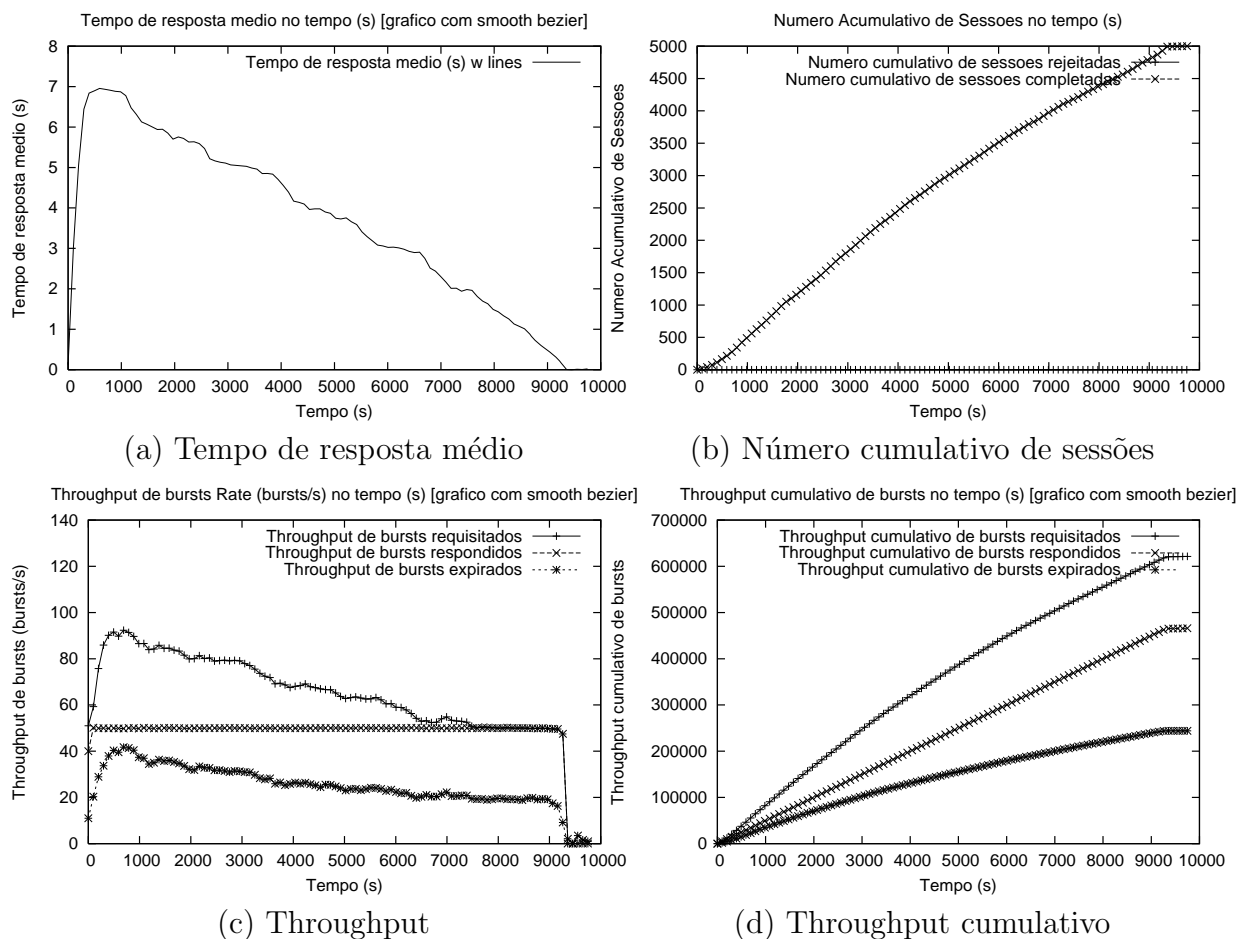 Tempo de resposta medio no tempo (s) [grafico com smooth bezier]
8
7
6
5
4
3
2
1
0
Tempo de resposta medio (s)
Tempo de resposta medio (s) w lines
0 1000 2000 3000 4000 5000 6000 7000 8000 9000 10000
Tempo (s)
(a) Tempo de resposta médio
Numero Acumulativo de Sessoes no tempo (s)
5000
4500
4000
3500
3000
2500
2000
1500
1000
500
0
Numero Acumulativo de Sessoes
Numero cumulativo de sessoes rejeitadas
Numero cumulativo de sessoes completadas
0 1000 2000 3000 4000 5000 6000 7000 8000 9000 10000
Tempo (s)
(b) Número cumulativo de sessões
Throughput de bursts Rate (bursts/s) no tempo (s) [grafico com smooth bezier]
140
120
100
80
60
40
20
0
Throughput de bursts (bursts/s)
Throughput de bursts requisitados
Throughput de bursts respondidos
Throughput de bursts expirados
0 1000 2000 3000 4000 5000 6000 7000 8000 9000 10000
Tempo (s)
(c) Throughput
Throughput cumulativo de bursts no tempo (s) [grafico com smooth bezier]
700000
600000
500000
400000
300000
200000
100000
0
Throughput cumulativo de bursts
Throughput cumulativo de bursts requisitados
Throughput cumulativo de bursts respondidos
Throughput cumulativo de bursts expirados
0 1000 2000 3000 4000 5000 6000 7000 8000 9000 10000
Tempo (s)
(d) Throughput cumulativo